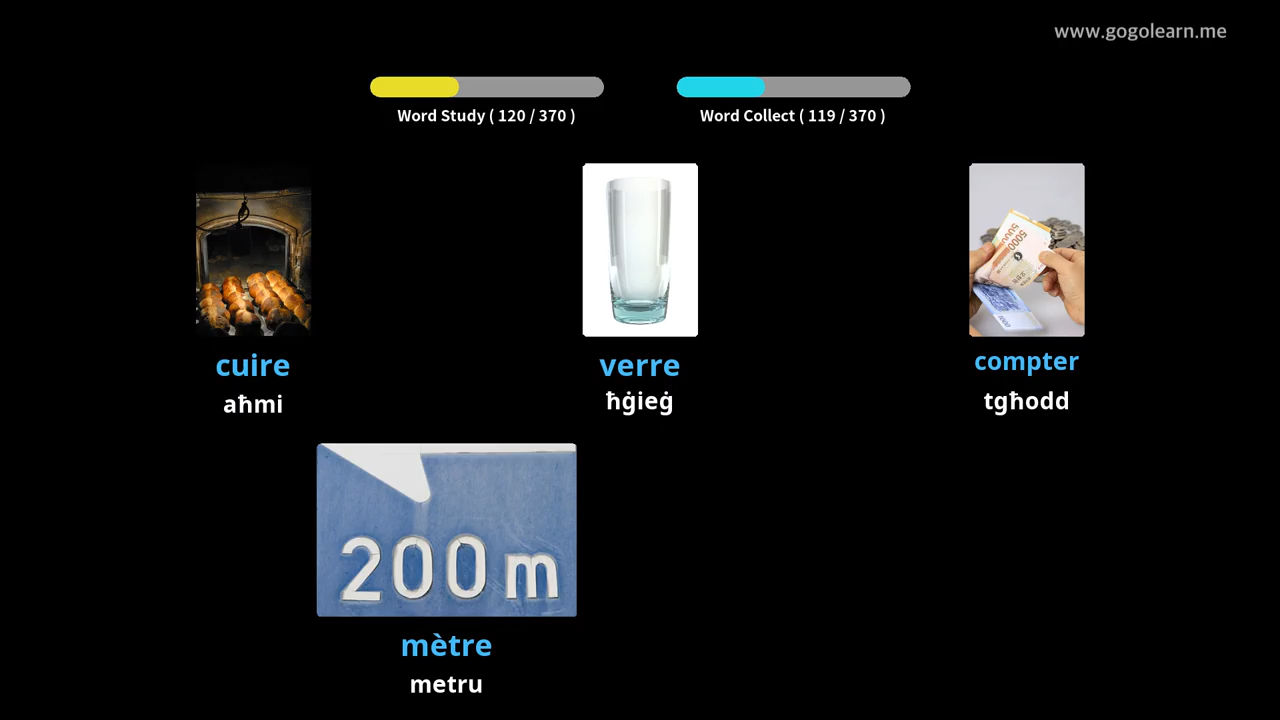 www.gogolearn.me
Word Study ( 120 / 370 )
Word Collect ( 119 / 370 )
5000
cuire
aħmi
verre
ħġieġ
compter
tgħodd
200 m
mètre
metru